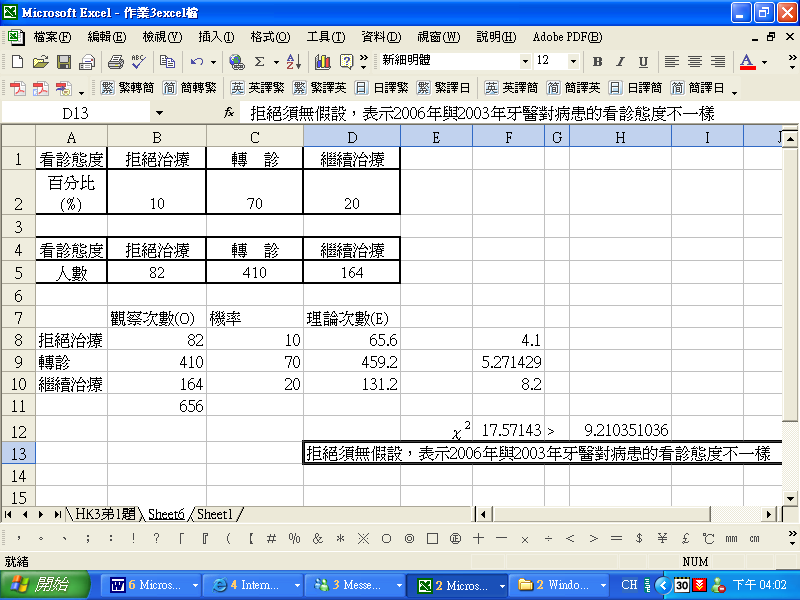 Microsoft Excel - 作業3excel檔
檔案(F) 編輯(E) 檢視(V) 插入(I) 格式(O) 工具(T) 資料(D) 視窗(W) 說明(H) Adobe PDF(B)
新細明體 12 B I U A
繁轉簡 簡轉繁 英譯繁 繁譯英 日譯繁 繁譯日 英譯簡 簡譯英 日譯簡 簡譯日
D13 fx 拒絕須無假設，表示2006年與2003年牙醫對病患的看診態度不一樣
A B C D E F G H I J
1 看診態度 拒絕治療 轉 診 繼續治療
百分比
2 (%) 10 70 20
3
4 看診態度 拒絕治療 轉 診 繼續治療
5 人數 82 410 164
6
7 觀察次數(O) 機率 理論次數(E)
8 拒絕治療 82 10 65.6 4.1
9 轉診 410 70 459.2 5.271429
10 繼續治療 164 20 131.2 8.2
11 656
12 χ² 17.57143 > 9.210351036
13 拒絕須無假設，表示2006年與2003年牙醫對病患的看診態度不一樣
14
15
HK3第1題 Sheet6 Sheet1
， 。 、 ； ： ！ ？ 「 『 （ 【 # % & * ※ ○ ◎ □ ㊣ ＋ － × ÷ < > = $ ¥ £ ℃ ㎜ ㎝
就緒 NUM
開始 6 Micros... 4 Intern... 3 Messe... 2 Micros... 2 Windo... CH 30 下午 04:02